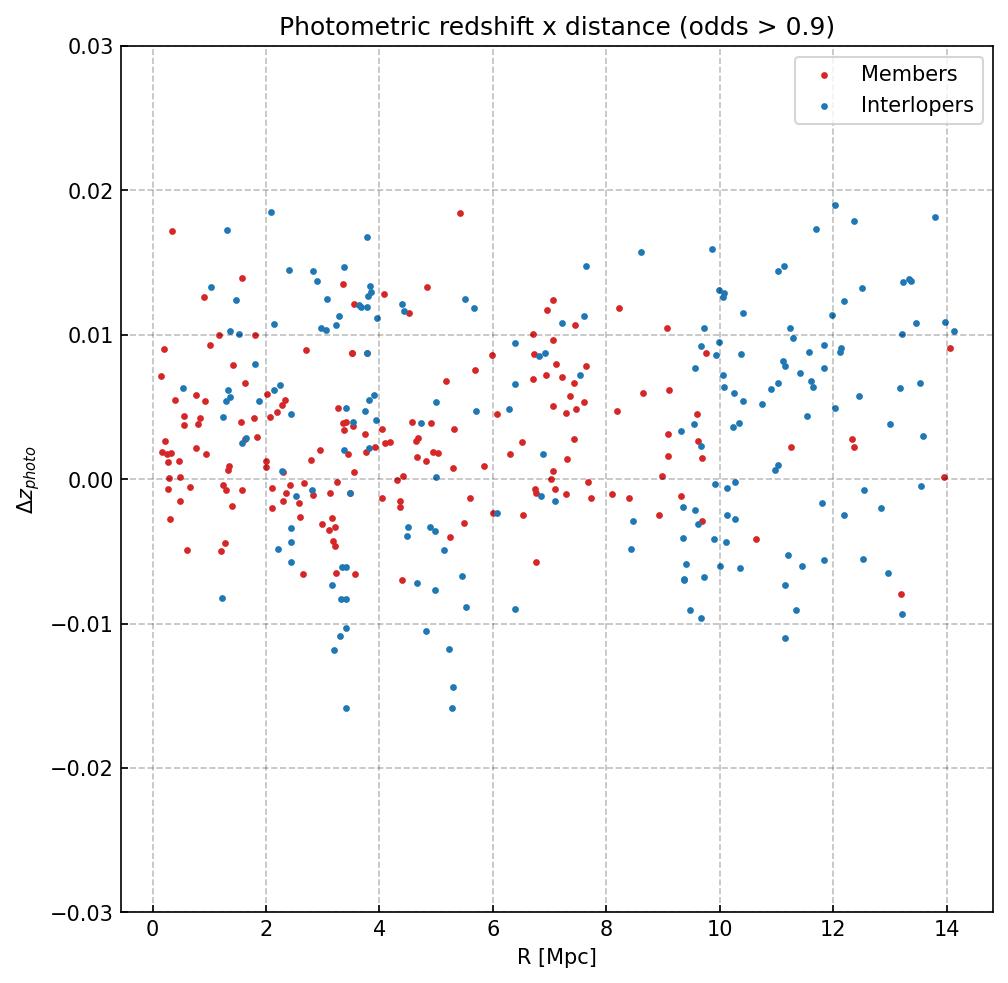 Photometric redshift x distance (odds > 0.9)
Members
Interlopers
0.03
0.02
0.01
0.00
−0.01
−0.02
−0.03
Δz_photo
0 2 4 6 8 10 12 14
R [Mpc]